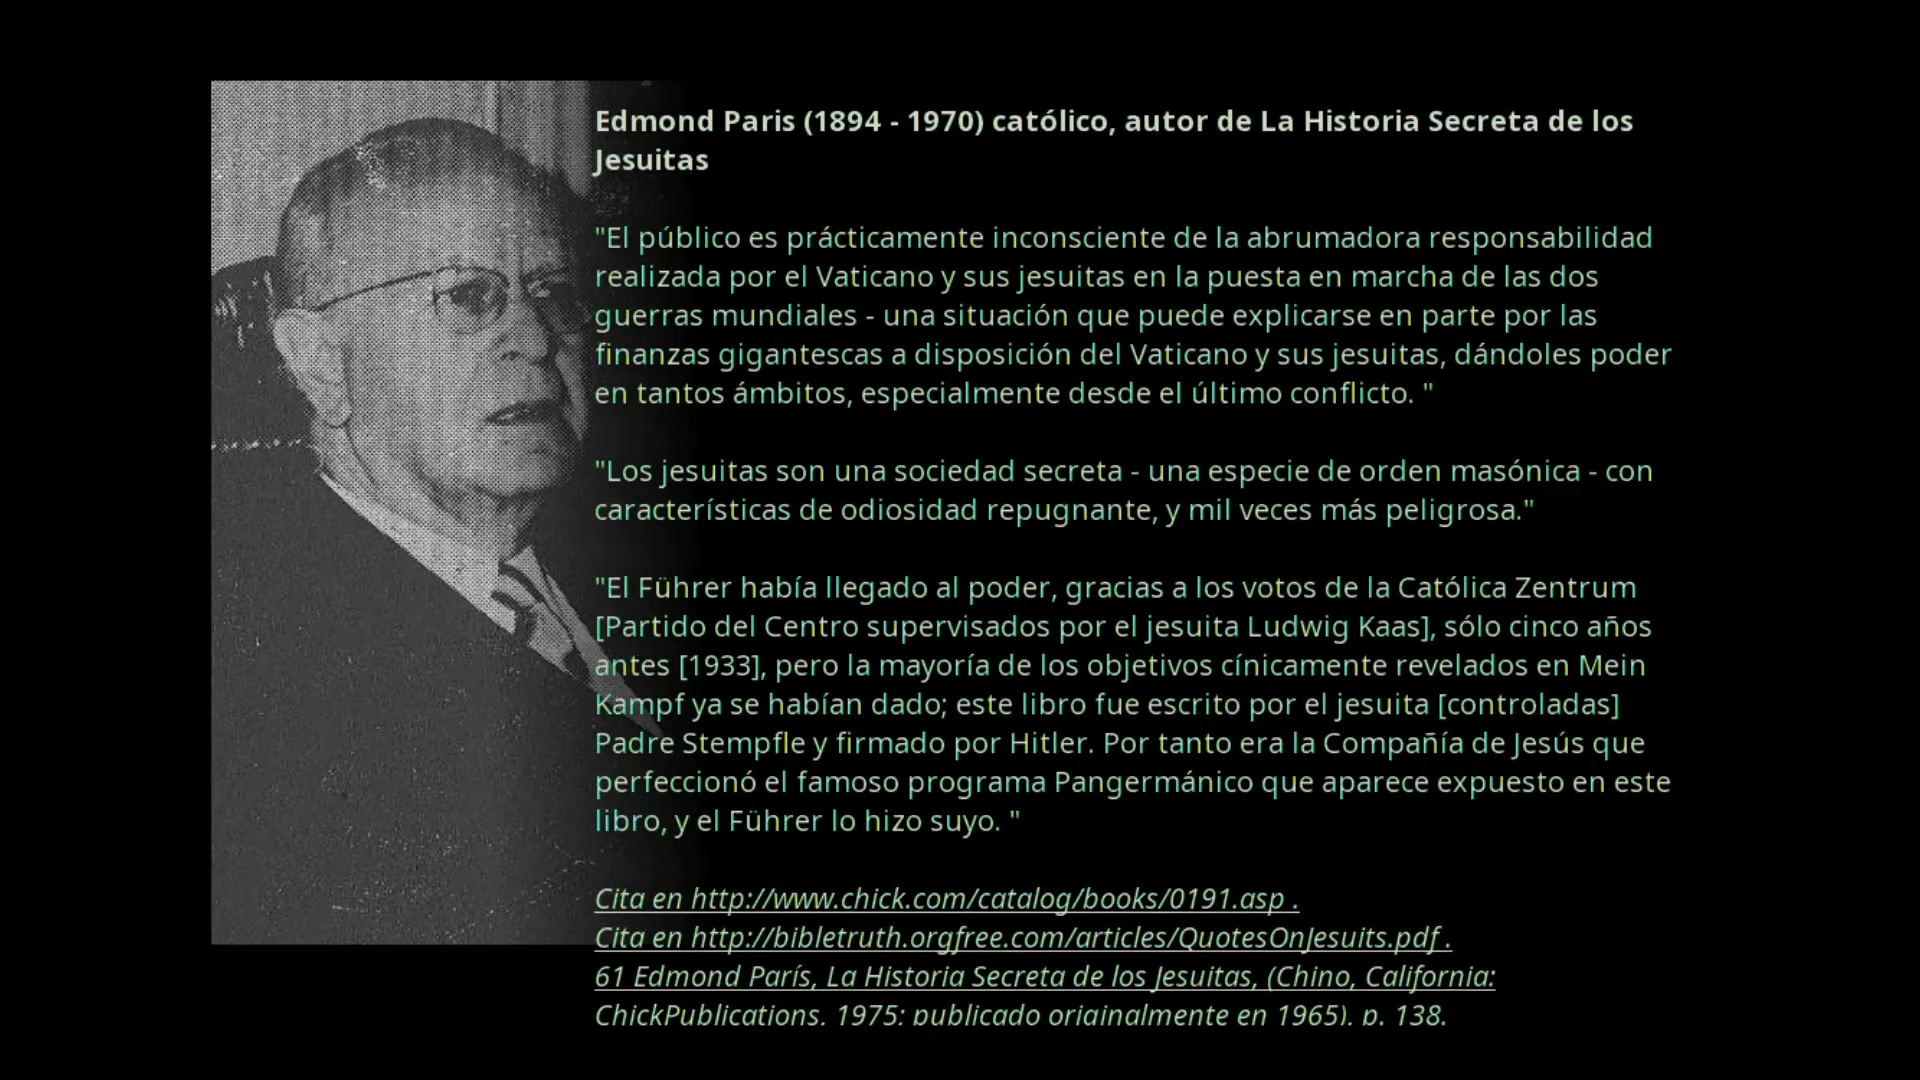 Edmond Paris (1894 - 1970) católico, autor de La Historia Secreta de los
Jesuitas
"El público es prácticamente inconsciente de la abrumadora responsabilidad
realizada por el Vaticano y sus jesuitas en la puesta en marcha de las dos
guerras mundiales - una situación que puede explicarse en parte por las
finanzas gigantescas a disposición del Vaticano y sus jesuitas, dándoles poder
en tantos ámbitos, especialmente desde el último conflicto. "
"Los jesuitas son una sociedad secreta - una especie de orden masónica - con
características de odiosidad repugnante, y mil veces más peligrosa."
"El Führer había llegado al poder, gracias a los votos de la Católica Zentrum
[Partido del Centro supervisados por el jesuita Ludwig Kaas], sólo cinco años
antes [1933], pero la mayoría de los objetivos cínicamente revelados en Mein
Kampf ya se habían dado; este libro fue escrito por el jesuita [controladas]
Padre Stempfle y firmado por Hitler. Por tanto era la Compañía de Jesús que
perfeccionó el famoso programa Pangermánico que aparece expuesto en este
libro, y el Führer lo hizo suyo. "
Cita en http://www.chick.com/catalog/books/0191.asp .
Cita en http://bibletruth.orgfree.com/articles/QuotesOnJesuits.pdf .
61 Edmond París, La Historia Secreta de los Jesuitas, (Chino, California:
ChickPublications. 1975; publicado originalmente en 1965). p. 138.